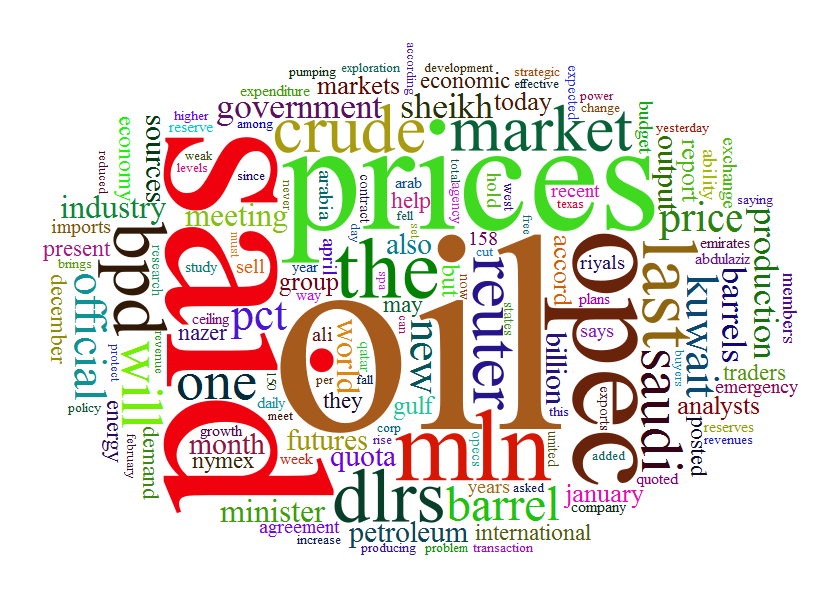 oil
said
prices
opec
the
mln
bpd
dlrs
crude
market
last
saudi
kuwait
reuter
one
will
new
barrel
official
price
pct
government
sheikh
production
barrels
meeting
industry
group
month
minister
petroleum
futures
quota
world
billion
sources
output
markets
economic
today
also
but
may
nymex
nazer
they
gulf
accord
analysts
january
posted
energy
demand
december
present
economy
international
agreement
april
arabia
help
sell
report
exchange
ability
budget
recent
hold
158
riyals
says
traders
emergency
members
emirates
abdulaziz
plans
exports
company
quoted
reserves
revenues
buyers
added
this
united
states
opecs
years
asked
week
daily
growth
ali
per
qatar
fall
150
meet
corp
rise
can
now
spa
way
year
study
since
weak
levels
reserve
higher
among
expenditure
pumping
exploration
according
development
strategic
effective
expected
power
change
yesterday
saying
texas
west
free
cut
set
total
agency
arab
fell
contract
day
never
must
ceiling
research
revenue
brings
imports
reduced
protect
policy
february
increase
producing
problem
transaction